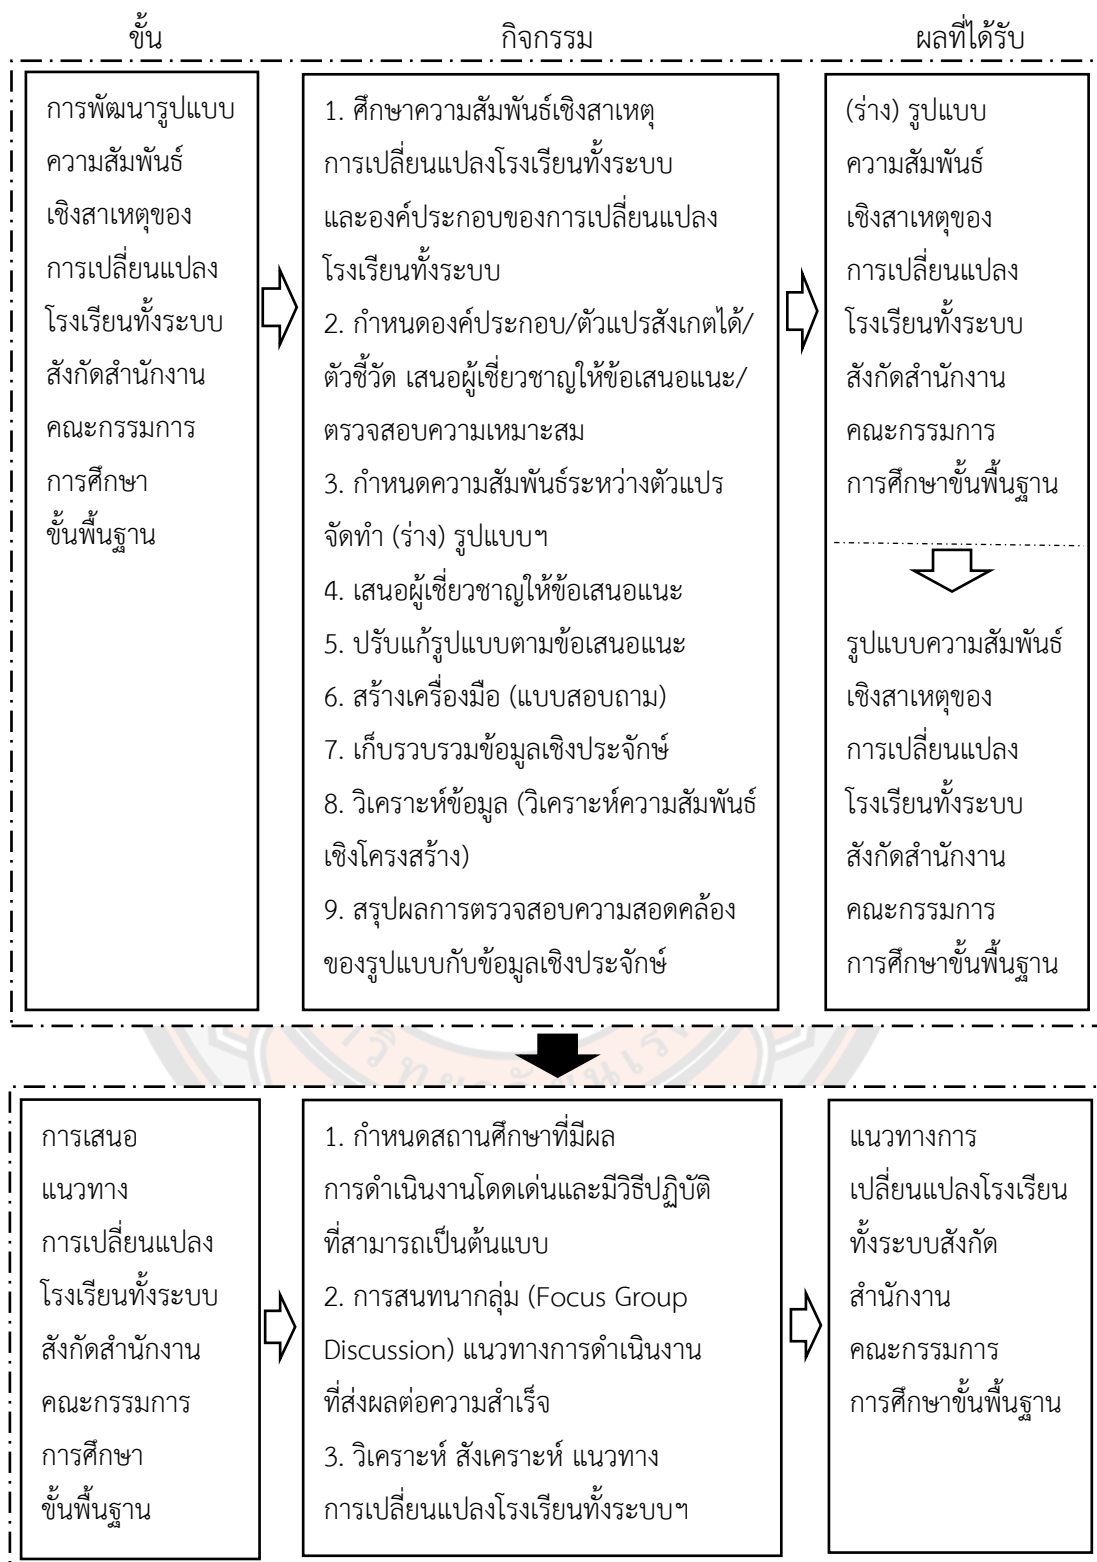 ขั้น
กิจกรรม
ผลที่ได้รับ
การพัฒนารูปแบบ
ความสัมพันธ์
เชิงสาเหตุของ
การเปลี่ยนแปลง
โรงเรียนทั้งระบบ
สังกัดสำนักงาน
คณะกรรมการ
การศึกษา
ขั้นพื้นฐาน
1. ศึกษาความสัมพันธ์เชิงสาเหตุ
การเปลี่ยนแปลงโรงเรียนทั้งระบบ
และองค์ประกอบของการเปลี่ยนแปลง
โรงเรียนทั้งระบบ
2. กำหนดองค์ประกอบ/ตัวแปรสังเกตได้/
ตัวชี้วัด เสนอผู้เชี่ยวชาญให้ข้อเสนอแนะ/
ตรวจสอบความเหมาะสม
3. กำหนดความสัมพันธ์ระหว่างตัวแปร
จัดทำ (ร่าง) รูปแบบฯ
4. เสนอผู้เชี่ยวชาญให้ข้อเสนอแนะ
5. ปรับแก้รูปแบบตามข้อเสนอแนะ
6. สร้างเครื่องมือ (แบบสอบถาม)
7. เก็บรวบรวมข้อมูลเชิงประจักษ์
8. วิเคราะห์ข้อมูล (วิเคราะห์ความสัมพันธ์
เชิงโครงสร้าง)
9. สรุปผลการตรวจสอบความสอดคล้อง
ของรูปแบบกับข้อมูลเชิงประจักษ์
(ร่าง) รูปแบบ
ความสัมพันธ์
เชิงสาเหตุของ
การเปลี่ยนแปลง
โรงเรียนทั้งระบบ
สังกัดสำนักงาน
คณะกรรมการ
การศึกษาขั้นพื้นฐาน
รูปแบบความสัมพันธ์
เชิงสาเหตุของ
การเปลี่ยนแปลง
โรงเรียนทั้งระบบ
สังกัดสำนักงาน
คณะกรรมการ
การศึกษาขั้นพื้นฐาน
การเสนอ
แนวทาง
การเปลี่ยนแปลง
โรงเรียนทั้งระบบ
สังกัดสำนักงาน
คณะกรรมการ
การศึกษา
ขั้นพื้นฐาน
1. กำหนดสถานศึกษาที่มีผล
การดำเนินงานโดดเด่นและมีวิธีปฏิบัติ
ที่สามารถเป็นต้นแบบ
2. การสนทนากลุ่ม (Focus Group
Discussion) แนวทางการดำเนินงาน
ที่ส่งผลต่อความสำเร็จ
3. วิเคราะห์ สังเคราะห์ แนวทาง
การเปลี่ยนแปลงโรงเรียนทั้งระบบฯ
แนวทางการ
เปลี่ยนแปลงโรงเรียน
ทั้งระบบสังกัด
สำนักงาน
คณะกรรมการ
การศึกษาขั้นพื้นฐาน